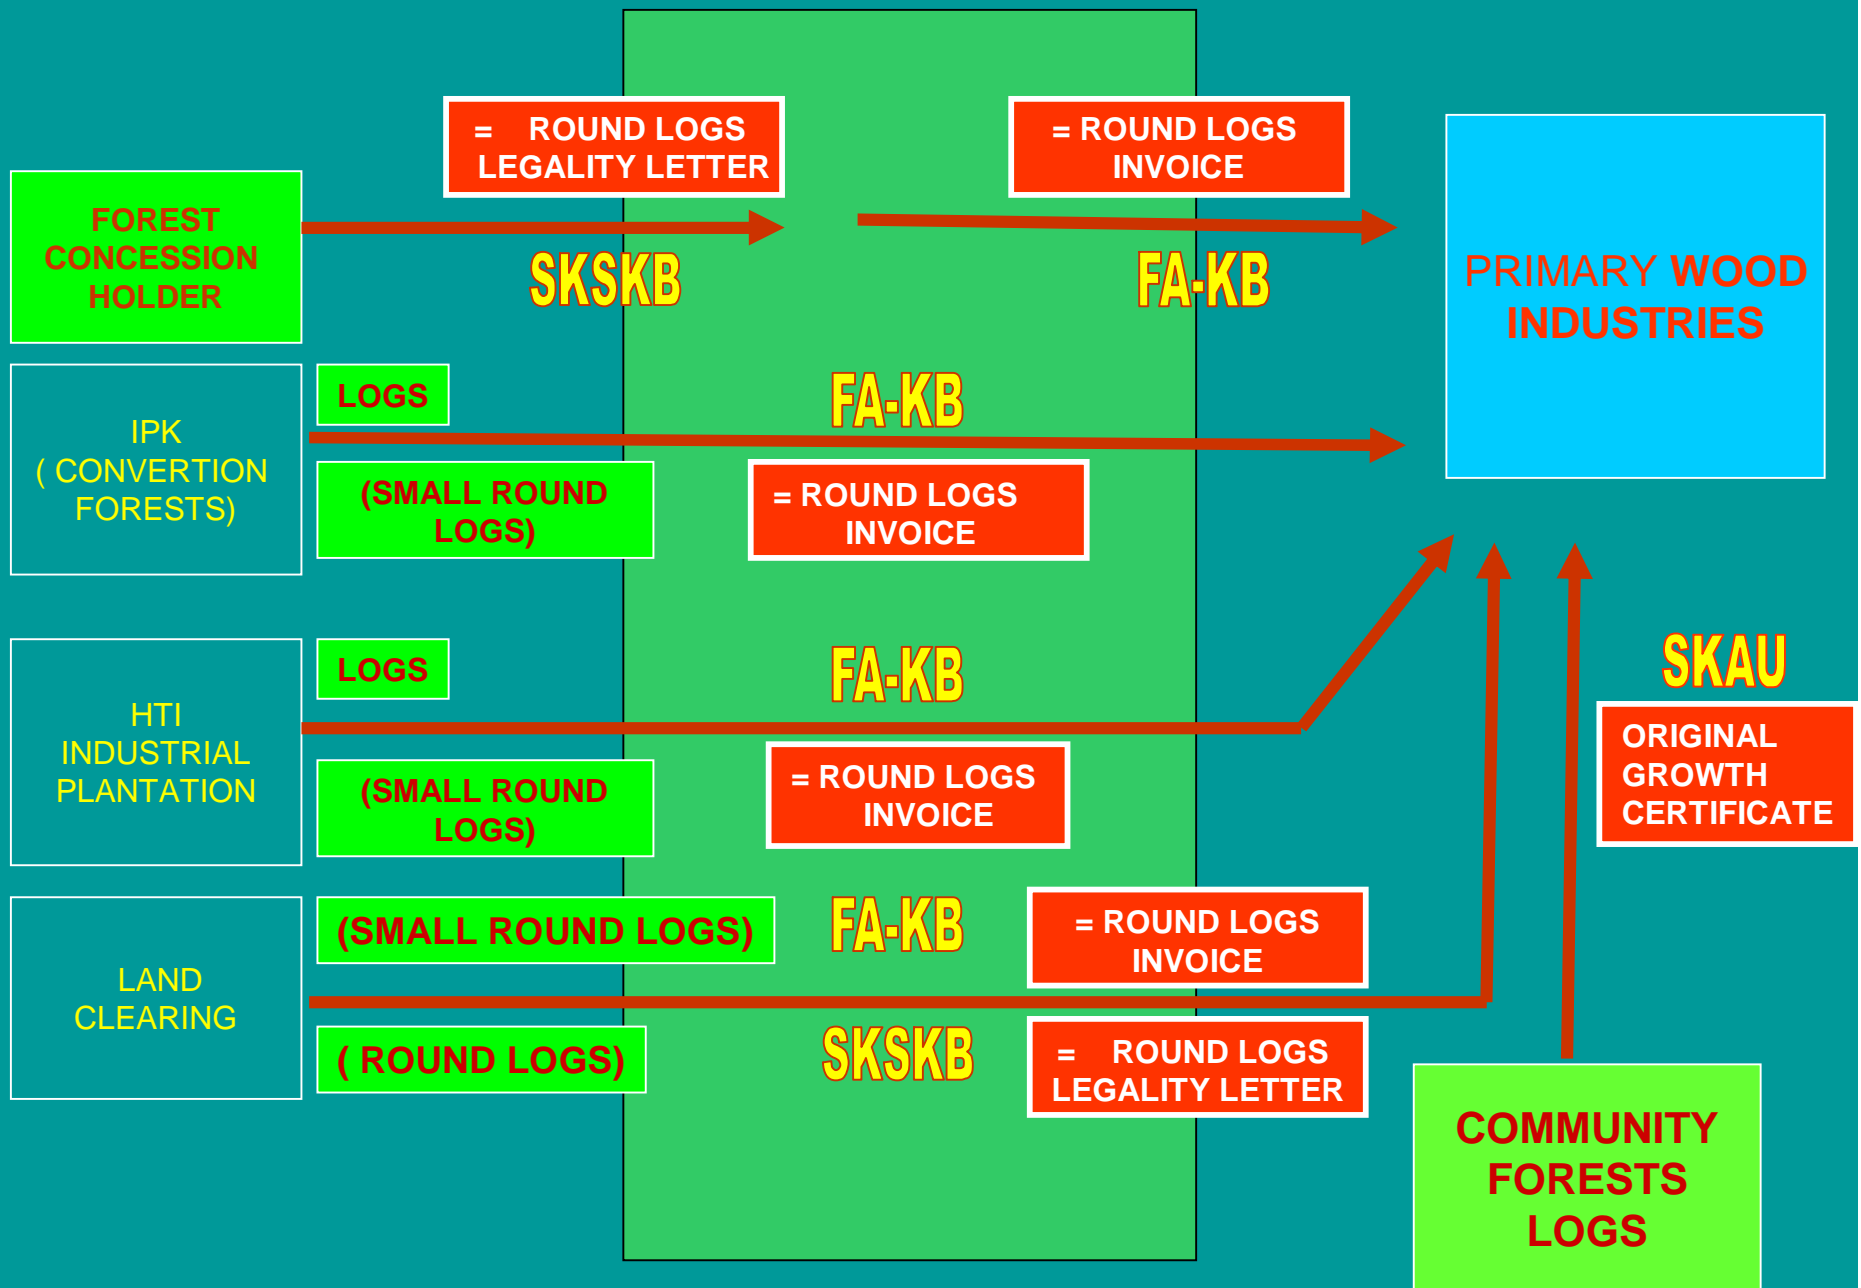 = ROUND LOGS
LEGALITY LETTER
= ROUND LOGS
INVOICE
FOREST
CONCESSION
HOLDER
SKSKB
FA-KB
PRIMARY WOOD
INDUSTRIES
LOGS
FA-KB
IPK
( CONVERTION
FORESTS)
(SMALL ROUND
LOGS)
= ROUND LOGS
INVOICE
LOGS
FA-KB
SKAU
HTI
INDUSTRIAL
PLANTATION
(SMALL ROUND
LOGS)
= ROUND LOGS
INVOICE
ORIGINAL
GROWTH
CERTIFICATE
(SMALL ROUND LOGS)
FA-KB
= ROUND LOGS
INVOICE
LAND
CLEARING
( ROUND LOGS)
SKSKB
= ROUND LOGS
LEGALITY LETTER
COMMUNITY
FORESTS
LOGS